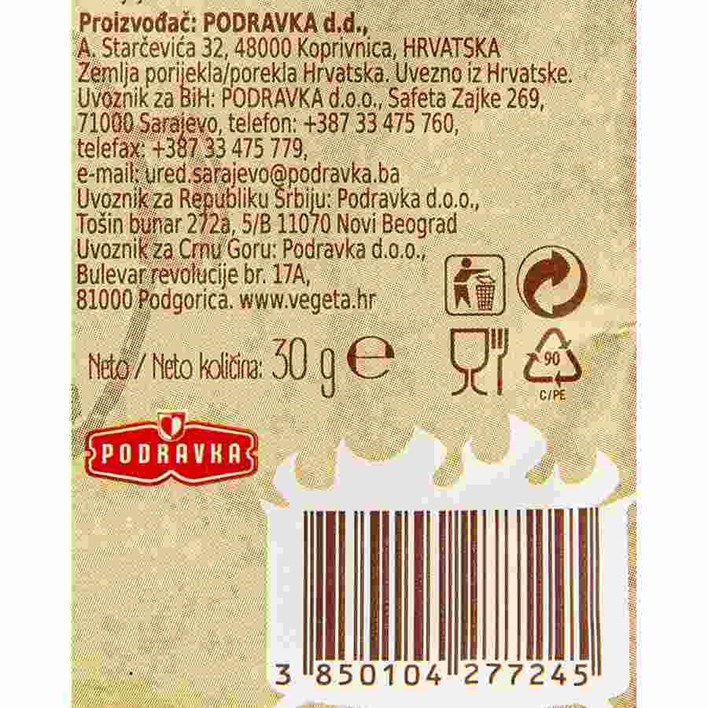 Proizvođač: PODRAVKA d.d.,
A. Starčevića 32, 48000 Koprivnica, HRVATSKA
Zemlja porijekla/porekla Hrvatska. Uvezno iz Hrvatske.
Uvoznik za BiH: PODRAVKA d.o.o., Safeta Zajke 269,
71000 Sarajevo, telefon: +387 33 475 760,
telefax: +387 33 475 779,
e-mail: ured.sarajevo@podravka.ba
Uvoznik za Republiku Srbiju: Podravka d.o.o.,
Tošin bunar 272a, 5/B 11070 Novi Beograd
Uvoznik za Crnu Goru: Podravka d.o.o.,
Bulevar revolucije br. 17A,
81000 Podgorica. www.vegeta.hr
Neto / Neto količina: 30 g e
90
C/PE
PODRAVKA
3 850104 277245